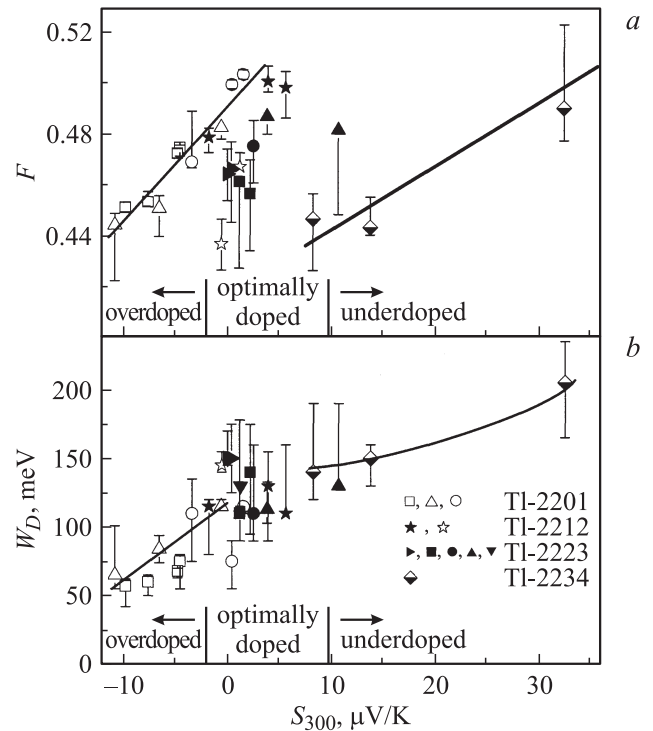 a
0.52
0.48
F
0.44
overdoped
optimally
doped
underdoped
b
200
150
W_D, meV
100
50
0
□, △, ○ Tl-2201
★, ☆ Tl-2212
▶, ■, ●, ▲, ▼ Tl-2223
Tl-2234
overdoped
optimally
doped
underdoped
–10 0 10 20 30
S_300, μV/K